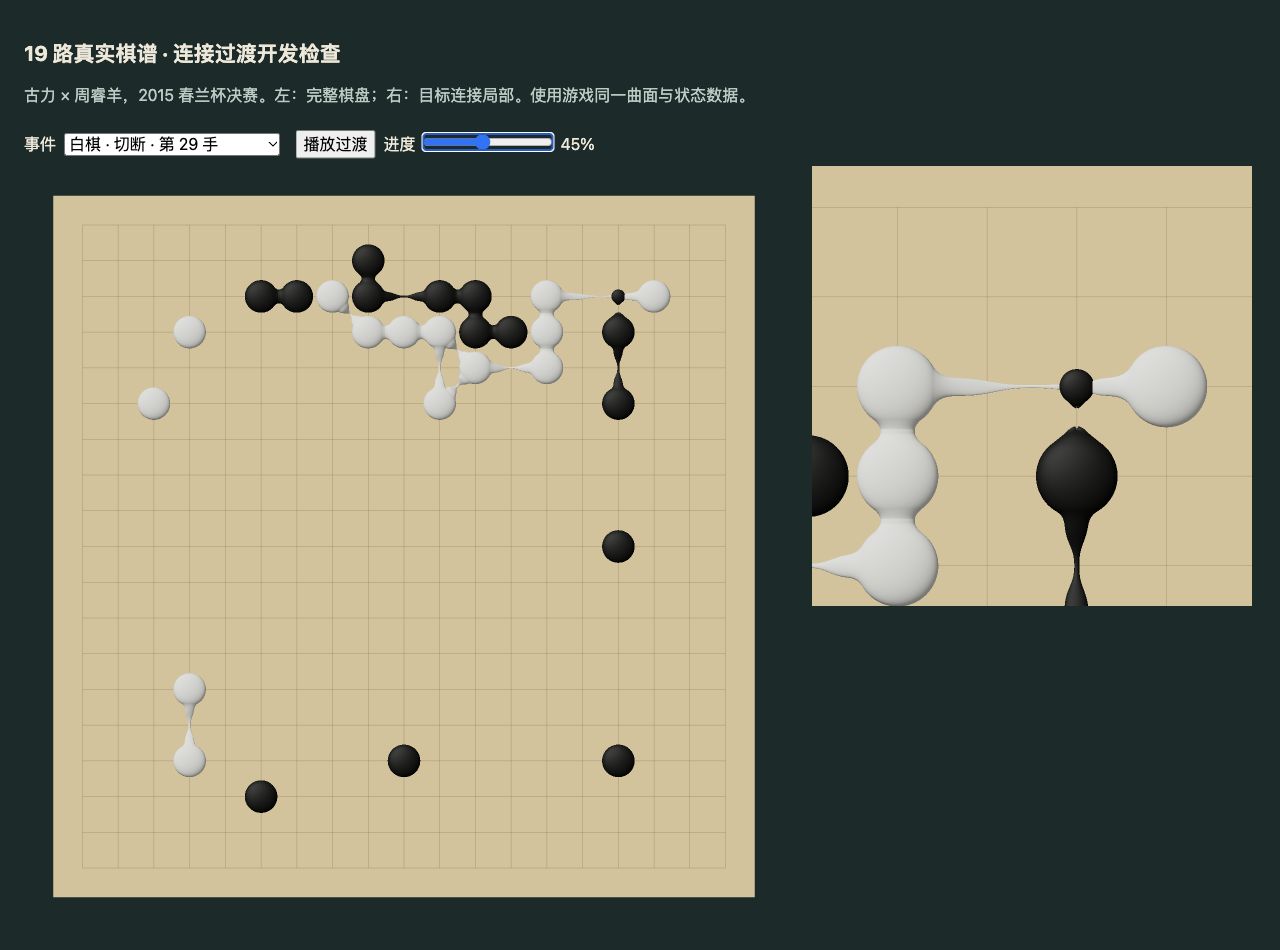 19 路真实棋谱 · 连接过渡开发检查
古力 × 周睿羊，2015 春兰杯决赛。左：完整棋盘；右：目标连接局部。使用游戏同一曲面与状态数据。
事件 白棋 · 切断 · 第 29 手 播放过渡 进度 45%